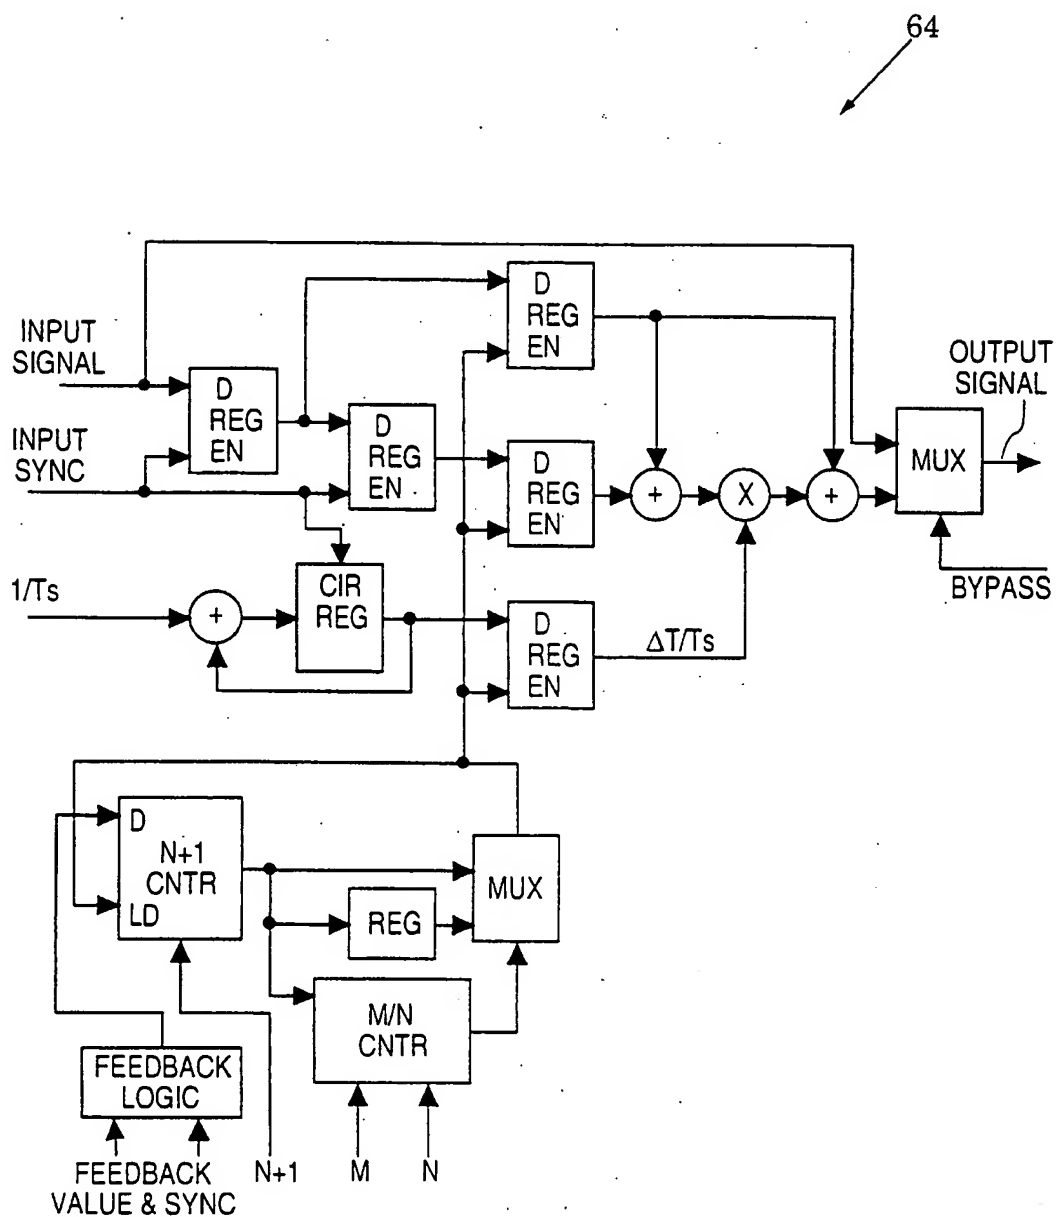 64
INPUT
SIGNAL
INPUT
SYNC
1/Ts
D
REG
EN
D
REG
EN
D
REG
EN
D
REG
EN
D
REG
EN
CIR
REG
+
+
X
+
ΔT/Ts
MUX
OUTPUT
SIGNAL
BYPASS
D
N+1
CNTR
LD
REG
MUX
M/N
CNTR
FEEDBACK
LOGIC
FEEDBACK
VALUE & SYNC
N+1
M
N